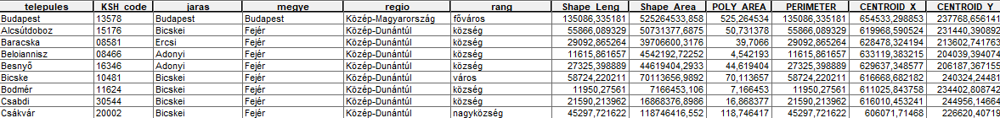 telepules KSH_code jaras megye regio rang Shape_Leng Shape_Area POLY_AREA PERIMETER CENTROID_X CENTROID_Y
Budapest 13578 Budapest Budapest Közép-Magyarország főváros 135086,335181 525264533,858 525,264534 135086,335181 654533,298853 237768,656141
Alcsútdoboz 15176 Bicskei Fejér Közép-Dunántúl község 55866,089329 50731377,6875 50,731378 55866,089329 619968,590524 231440,390892
Baracska 08581 Ercsi Fejér Közép-Dunántúl község 29092,865264 39706600,3176 39,7066 29092,865264 628478,324194 213602,741763
Beloiannisz 08466 Adonyi Fejér Közép-Dunántúl község 11615,861657 4542192,72252 4,542193 11615,861657 633119,383215 204039,394074
Besnyő 16346 Adonyi Fejér Közép-Dunántúl község 27325,398889 44619404,2933 44,619404 27325,398889 629637,348577 206187,367155
Bicske 10481 Bicskei Fejér Közép-Dunántúl város 58724,220211 70113656,9892 70,113657 58724,220211 616668,682182 240324,24481
Bodmér 11624 Bicskei Fejér Közép-Dunántúl község 11950,27561 7166453,106 7,166453 11950,27561 611025,843758 234402,808742
Csabdi 30544 Bicskei Fejér Közép-Dunántúl község 21590,213962 16868376,8986 16,868377 21590,213962 616010,453241 244956,14664
Csákvár 20002 Bicskei Fejér Közép-Dunántúl nagyközség 45297,721622 118746416,552 118,746417 45297,721622 606071,71468 226620,40719